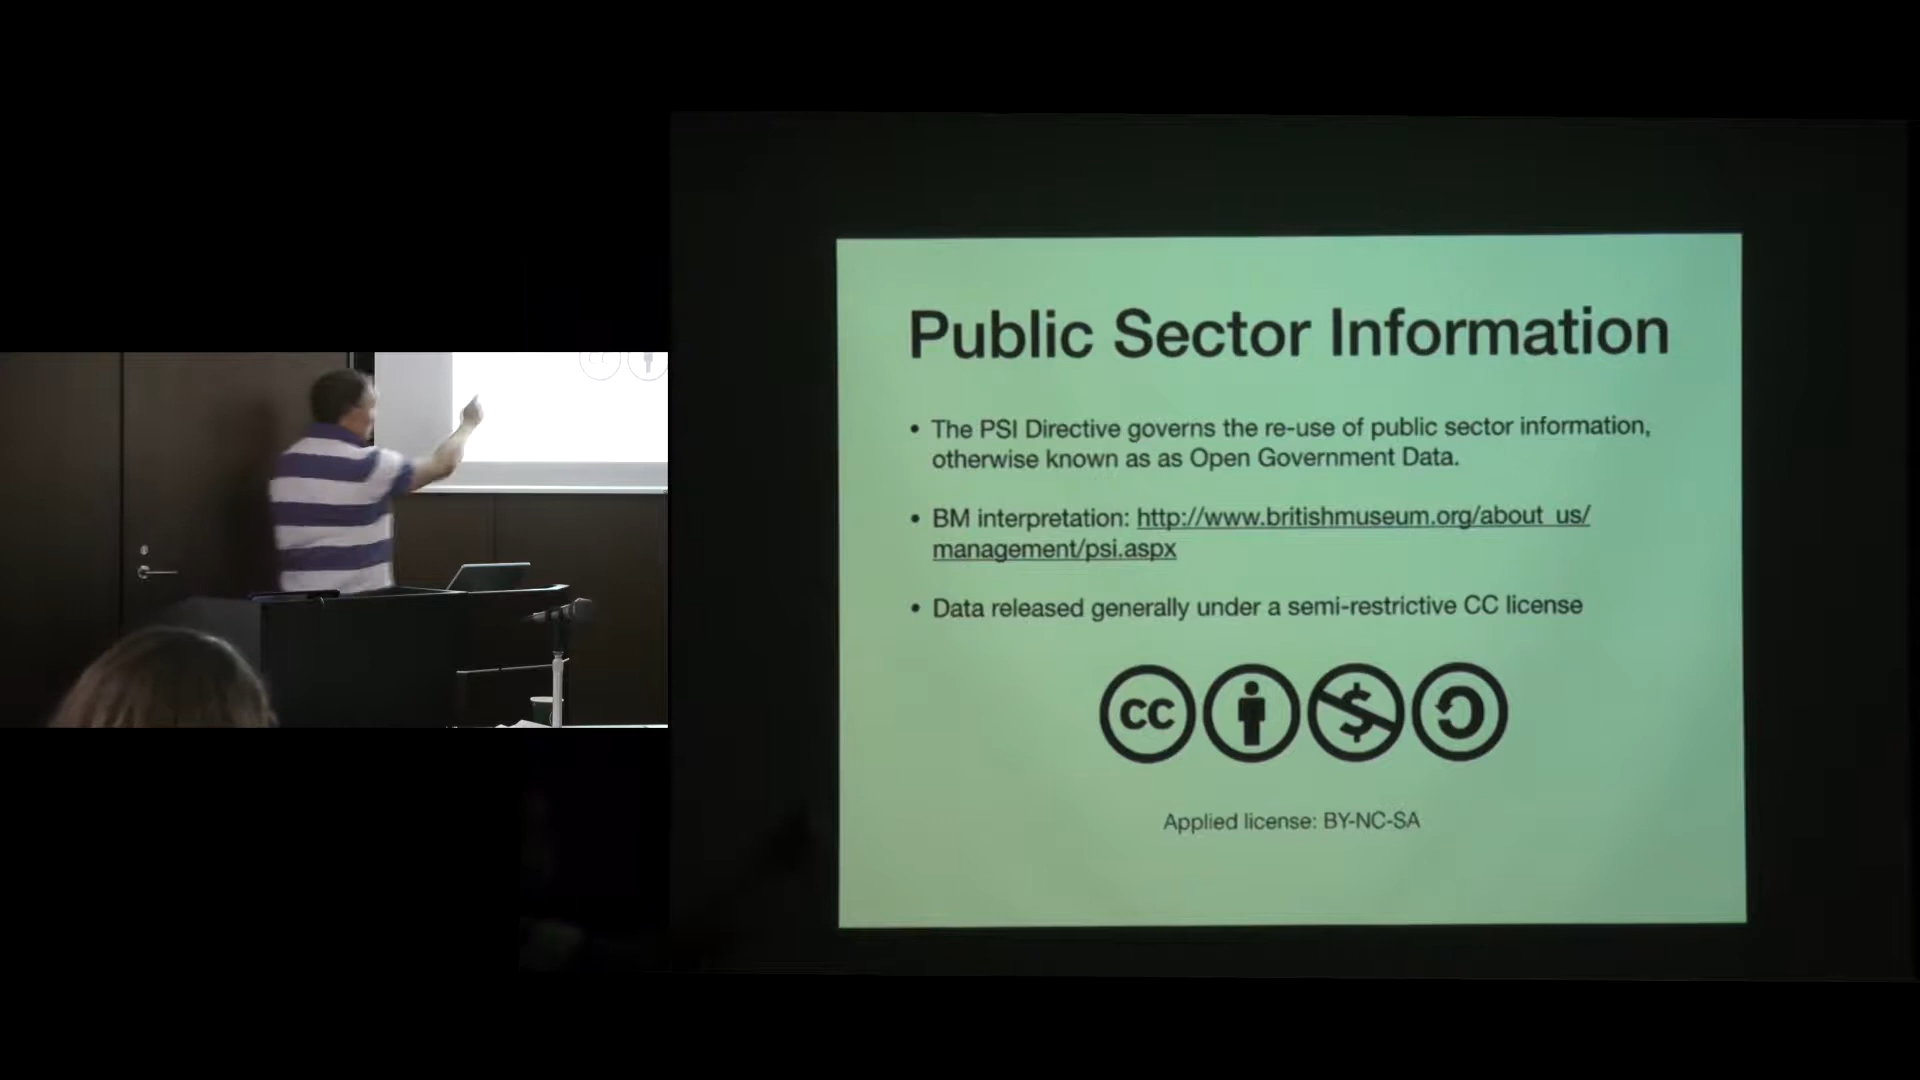 Public Sector Information
• The PSI Directive governs the re-use of public sector information,
otherwise known as as Open Government Data.
• BM interpretation: http://www.britishmuseum.org/about_us/
management/psi.aspx
• Data released generally under a semi-restrictive CC license
cc
Applied license: BY-NC-SA